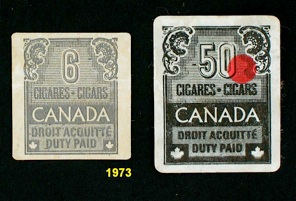 6
CIGARES • CIGARS
CANADA
DROIT ACQUITTÉ
DUTY PAID
50
CIGARES • CIGARS
CANADA
DROIT ACQUITTÉ
DUTY PAID
1973